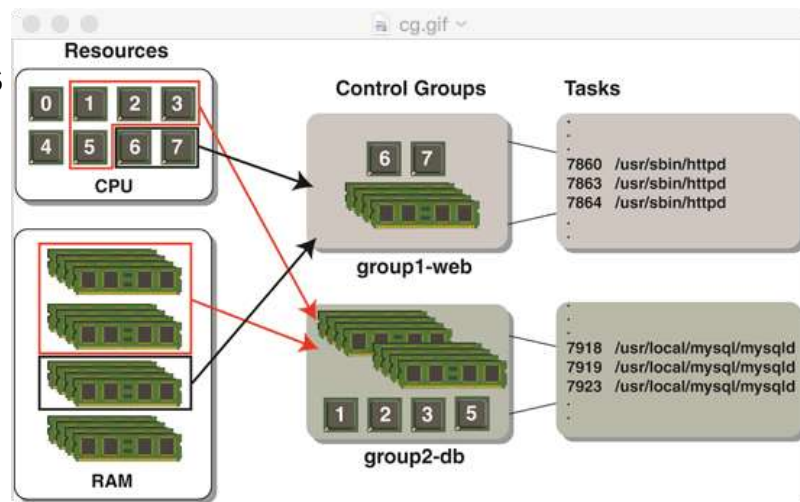 cg.gif
Resources
Control Groups
Tasks
0 1 2 3
4 5 6 7
CPU
6 7
group1-web
.
.
.
7860 /usr/sbin/httpd
7863 /usr/sbin/httpd
7864 /usr/sbin/httpd
.
.
RAM
1 2 3 5
group2-db
.
.
.
7918 /usr/local/mysql/mysqld
7919 /usr/local/mysql/mysqld
7923 /usr/local/mysql/mysqld
.
.